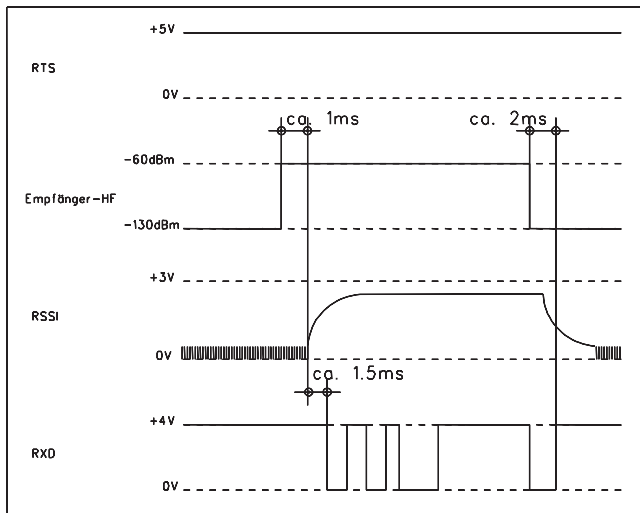 +5V
RTS
0V
ca. 1ms
ca. 2ms
-60dBm
Empfänger-HF
-130dBm
+3V
RSSI
0V
ca. 1.5ms
+4V
RXD
0V